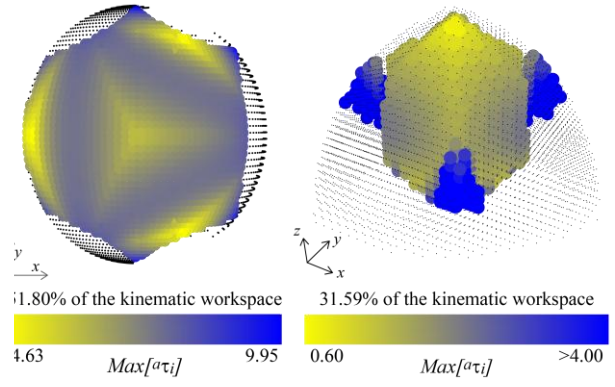 y
x
z
y
x
51.80% of the kinematic workspace
31.59% of the kinematic workspace
4.63
9.95
Max[ᵃτᵢ]
0.60
>4.00
Max[ᵃτᵢ]